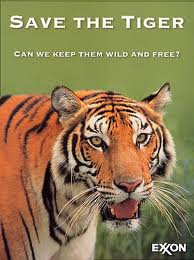 SAVE THE TIGER
CAN WE KEEP THEM WILD AND FREE?
EXXON